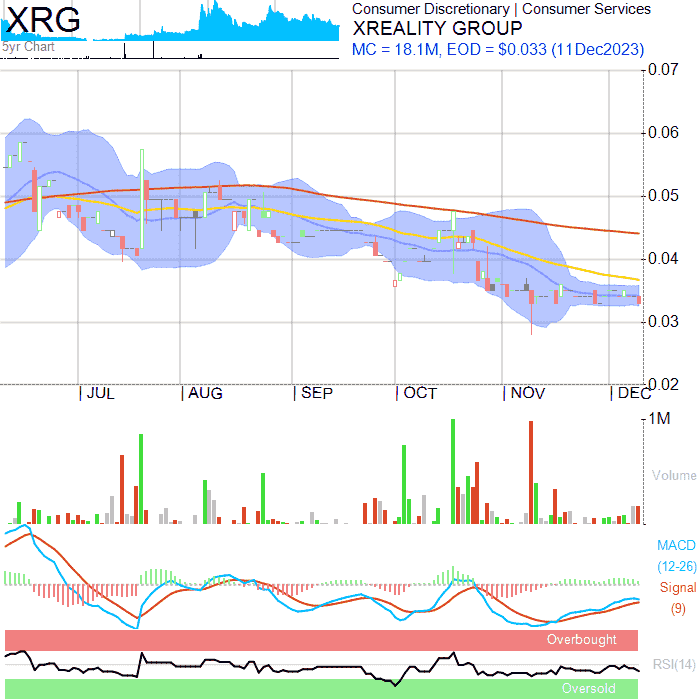 XRG
5yr Chart
Consumer Discretionary | Consumer Services
XREALITY GROUP
MC = 18.1M, EOD = $0.033 (11Dec2023)
0.07
0.06
0.05
0.04
0.03
0.02
JUL AUG SEP OCT NOV DEC
1M
Volume
MACD
(12-26)
Signal
(9)
Overbought
RSI(14)
Oversold